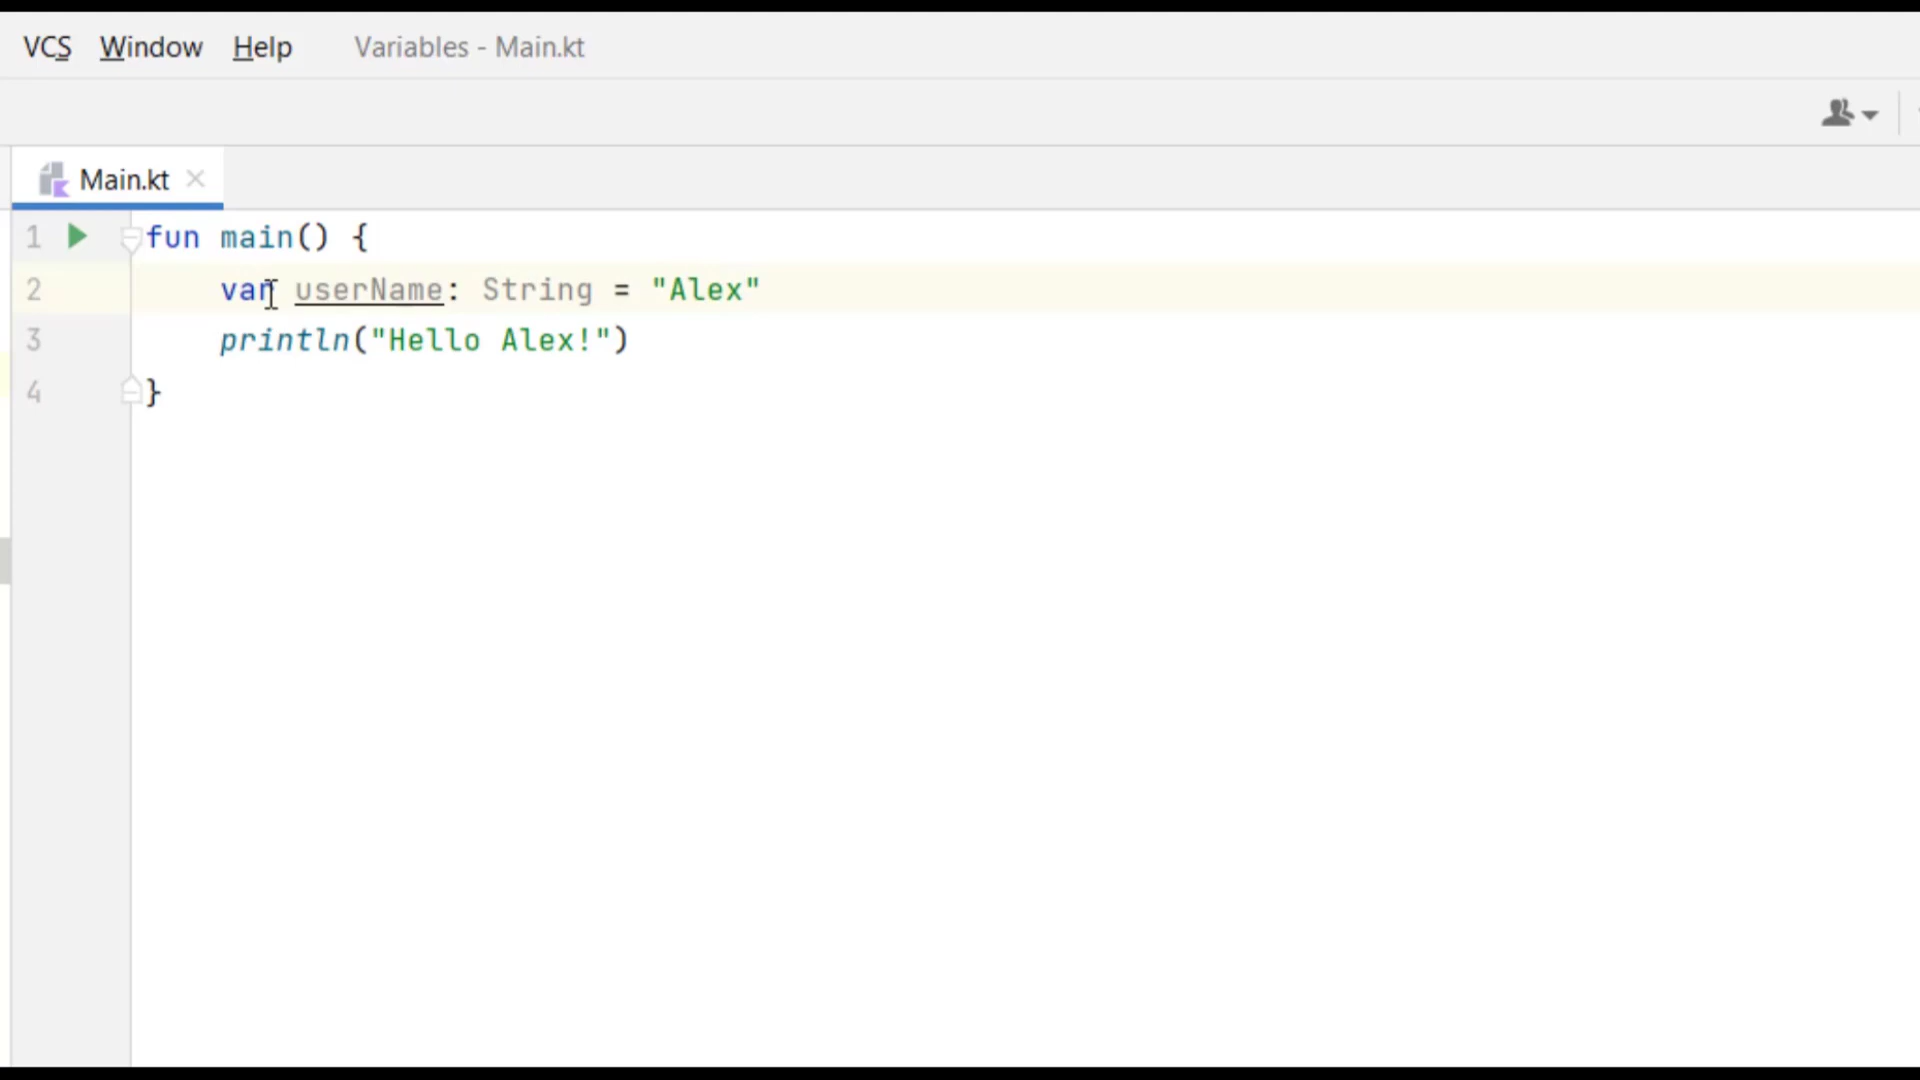 VCS Window Help Variables - Main.kt
Main.kt
1 fun main() {
2 var userName: String = "Alex"
3 println("Hello Alex!")
4 }